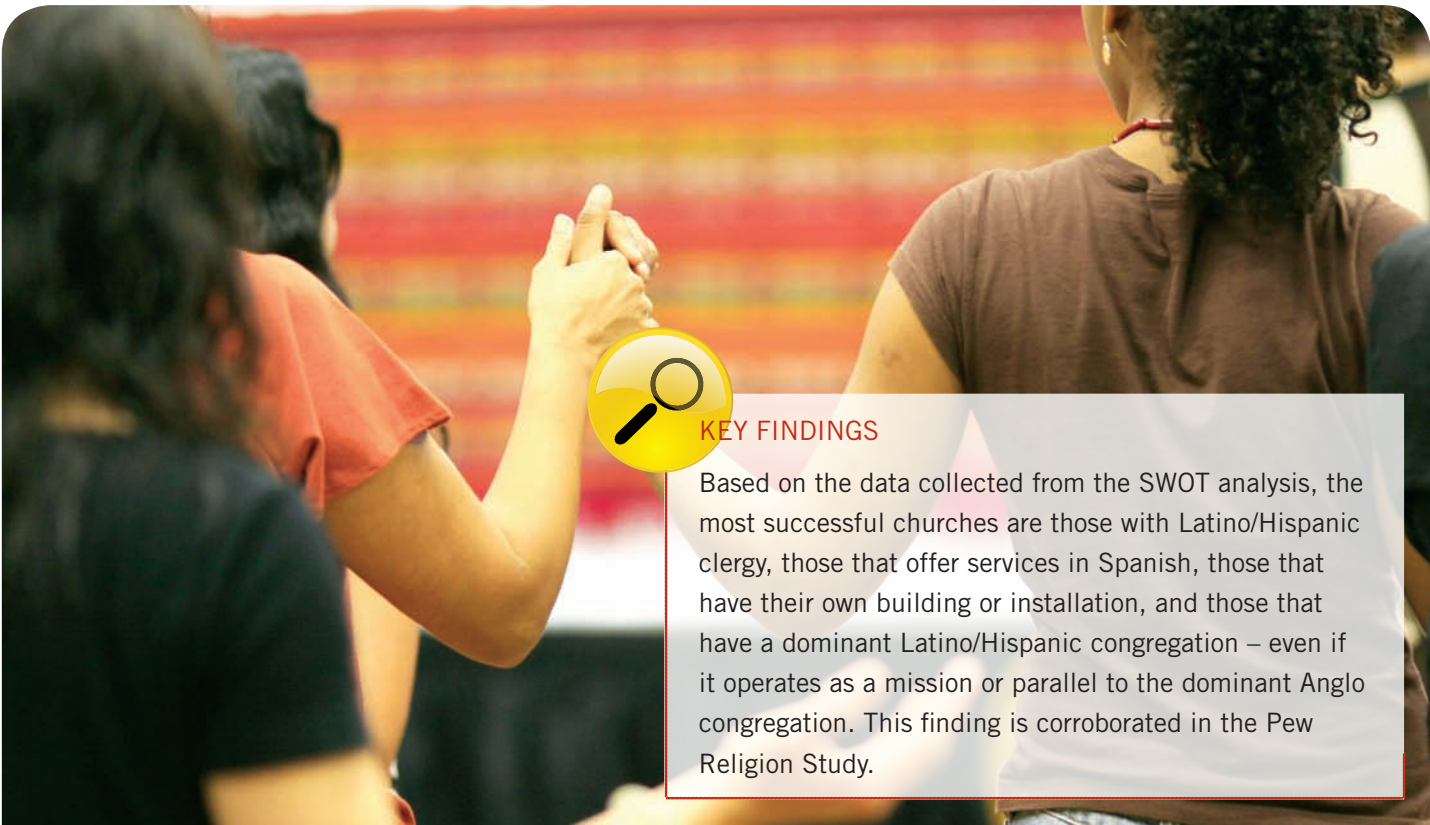 KEY FINDINGS
Based on the data collected from the SWOT analysis, the
most successful churches are those with Latino/Hispanic
clergy, those that offer services in Spanish, those that
have their own building or installation, and those that
have a dominant Latino/Hispanic congregation – even if
it operates as a mission or parallel to the dominant Anglo
congregation. This finding is corroborated in the Pew
Religion Study.